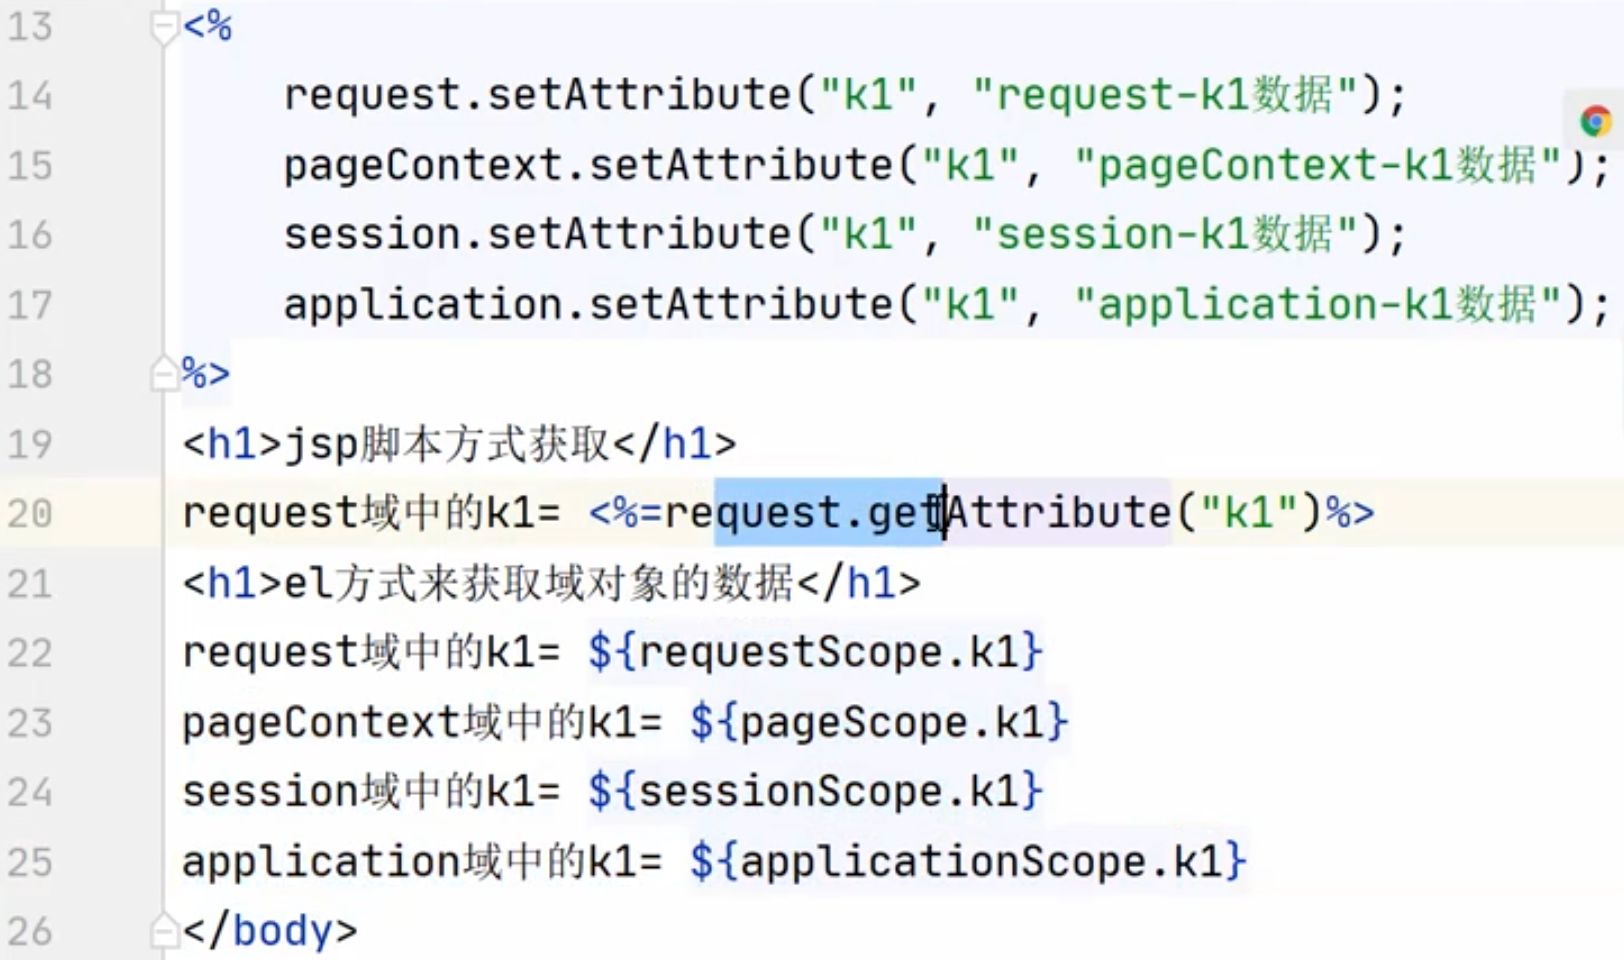 13 <%
14 request.setAttribute("k1", "request-k1数据");
15 pageContext.setAttribute("k1", "pageContext-k1数据");
16 session.setAttribute("k1", "session-k1数据");
17 application.setAttribute("k1", "application-k1数据");
18 %>
19 <h1>jsp脚本方式获取</h1>
20 request域中的k1= <%=request.getAttribute("k1")%>
21 <h1>el方式来获取域对象的数据</h1>
22 request域中的k1= ${requestScope.k1}
23 pageContext域中的k1= ${pageScope.k1}
24 session域中的k1= ${sessionScope.k1}
25 application域中的k1= ${applicationScope.k1}
26 </body>